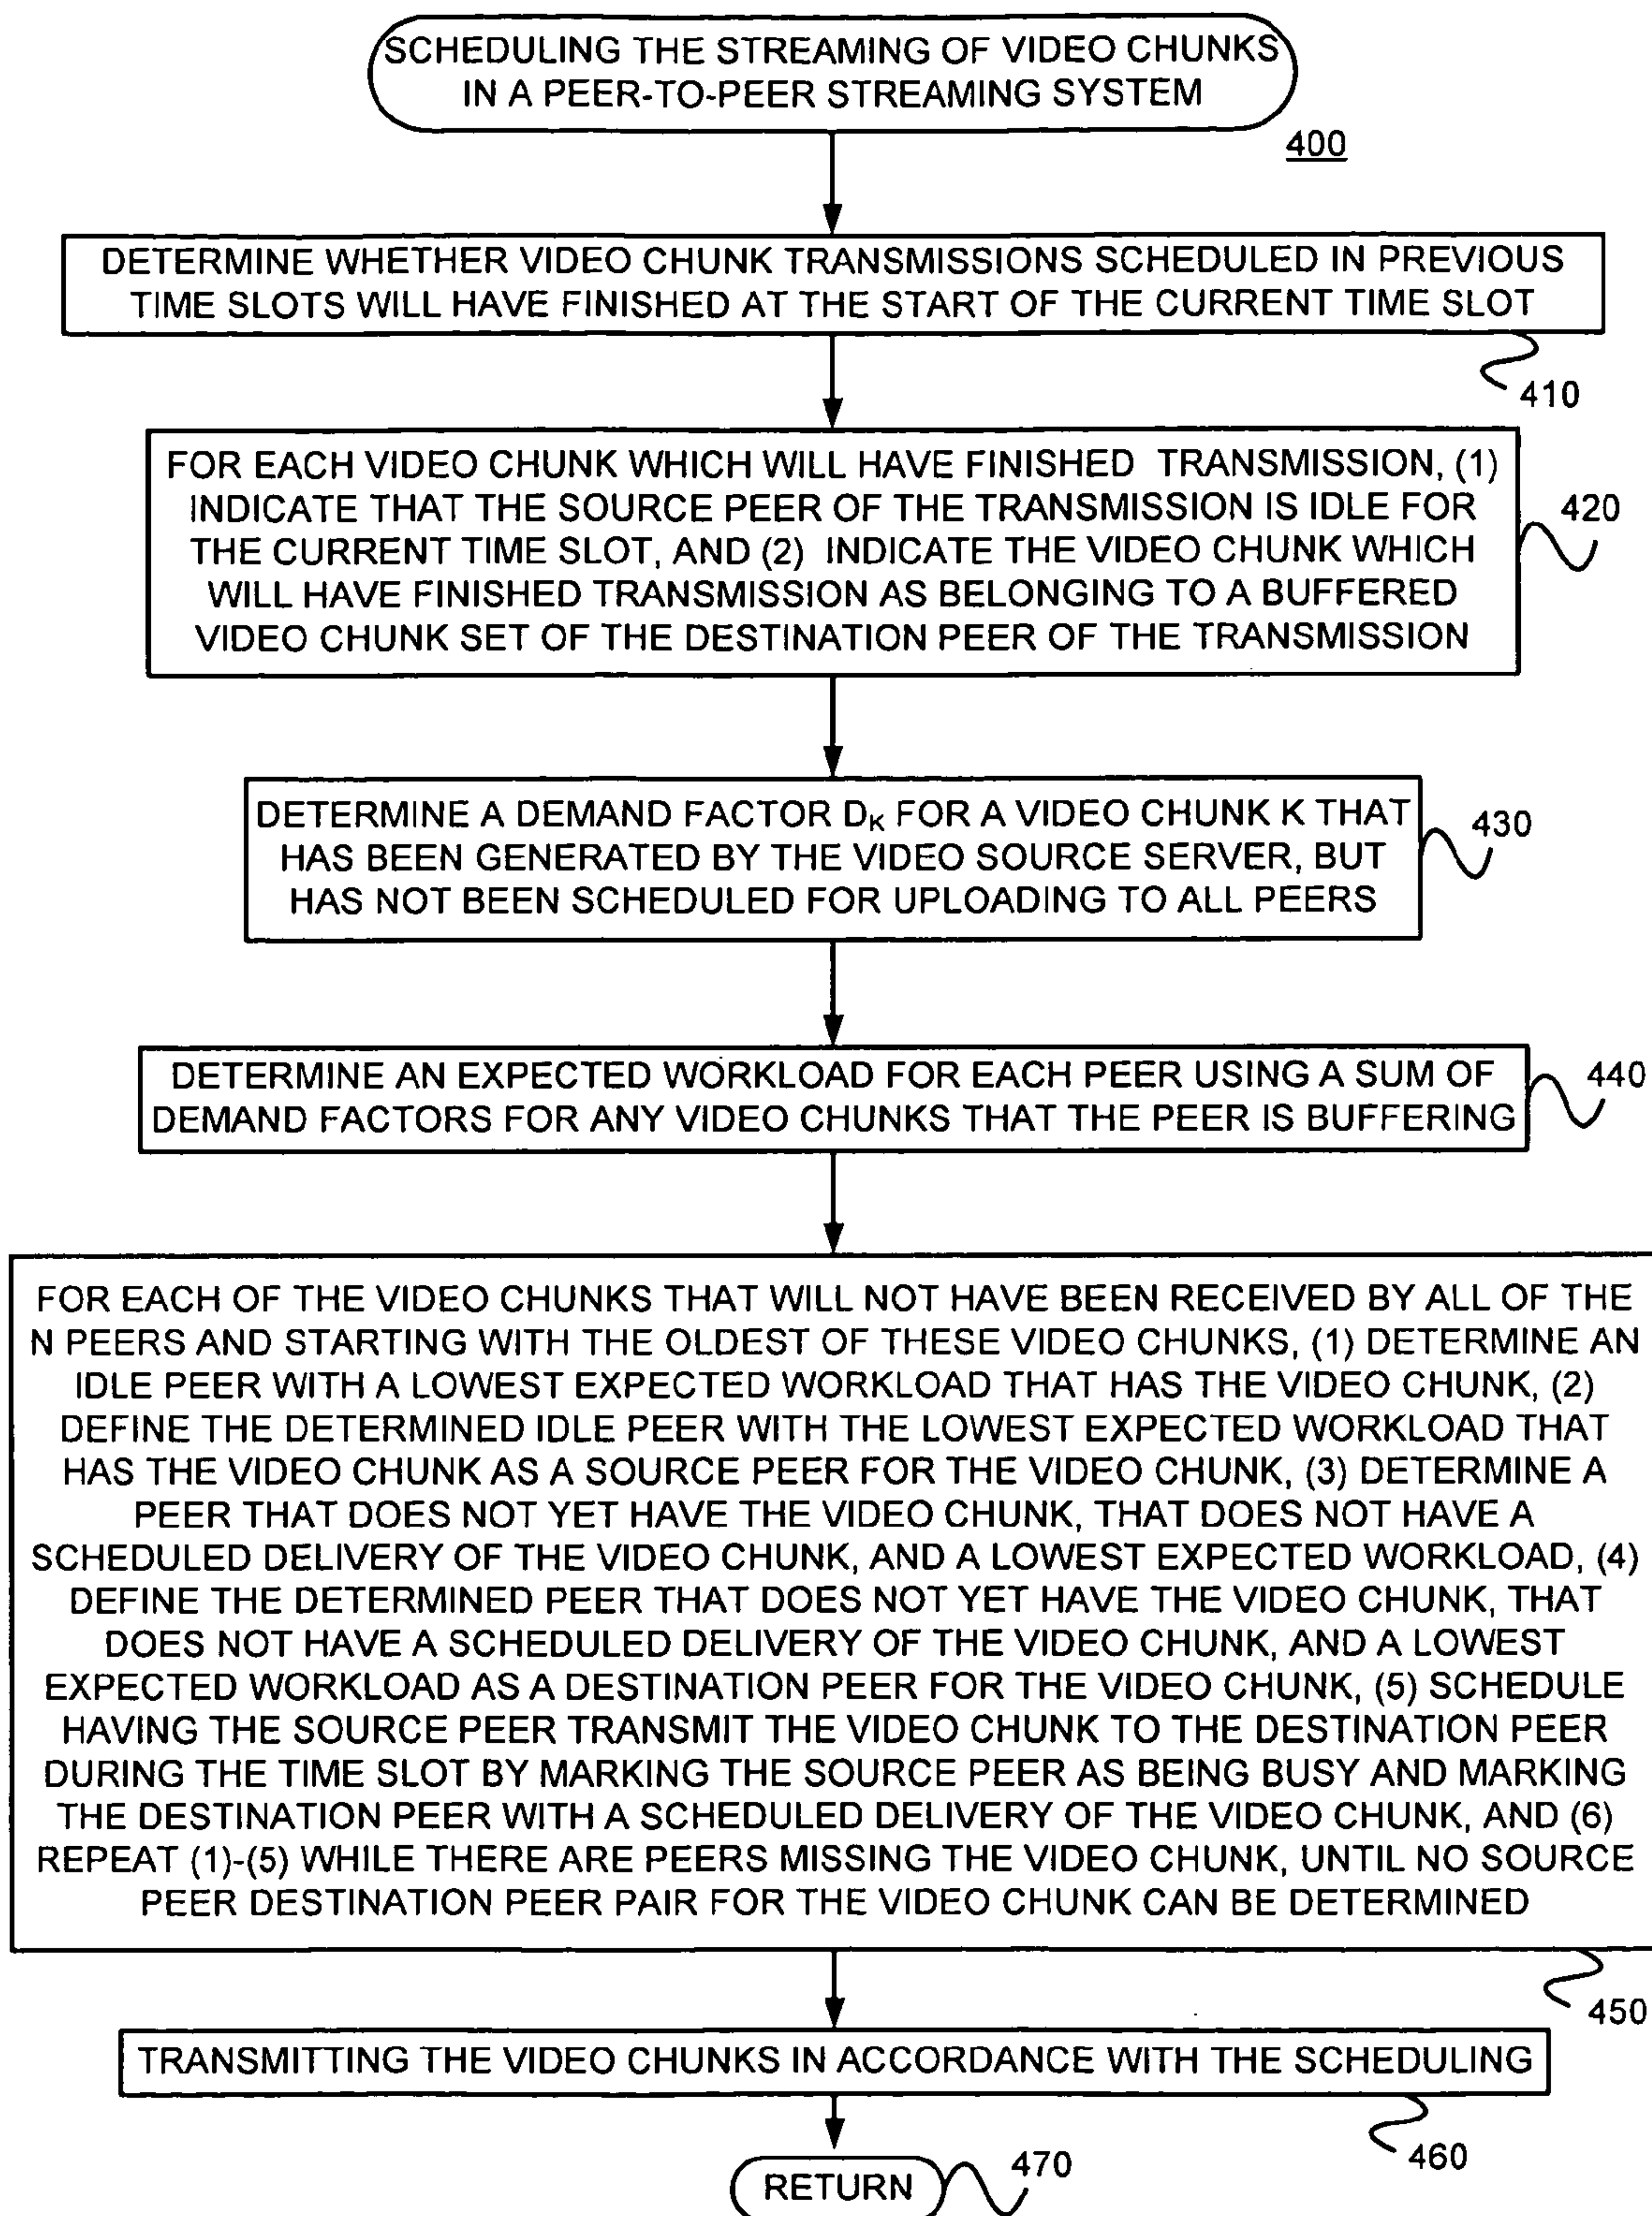 SCHEDULING THE STREAMING OF VIDEO CHUNKS
IN A PEER-TO-PEER STREAMING SYSTEM
400
DETERMINE WHETHER VIDEO CHUNK TRANSMISSIONS SCHEDULED IN PREVIOUS
TIME SLOTS WILL HAVE FINISHED AT THE START OF THE CURRENT TIME SLOT
410
FOR EACH VIDEO CHUNK WHICH WILL HAVE FINISHED TRANSMISSION, (1)
INDICATE THAT THE SOURCE PEER OF THE TRANSMISSION IS IDLE FOR
THE CURRENT TIME SLOT, AND (2) INDICATE THE VIDEO CHUNK WHICH
WILL HAVE FINISHED TRANSMISSION AS BELONGING TO A BUFFERED
VIDEO CHUNK SET OF THE DESTINATION PEER OF THE TRANSMISSION
420
DETERMINE A DEMAND FACTOR DK FOR A VIDEO CHUNK K THAT
HAS BEEN GENERATED BY THE VIDEO SOURCE SERVER, BUT
HAS NOT BEEN SCHEDULED FOR UPLOADING TO ALL PEERS
430
DETERMINE AN EXPECTED WORKLOAD FOR EACH PEER USING A SUM OF
DEMAND FACTORS FOR ANY VIDEO CHUNKS THAT THE PEER IS BUFFERING
440
FOR EACH OF THE VIDEO CHUNKS THAT WILL NOT HAVE BEEN RECEIVED BY ALL OF THE
N PEERS AND STARTING WITH THE OLDEST OF THESE VIDEO CHUNKS, (1) DETERMINE AN
IDLE PEER WITH A LOWEST EXPECTED WORKLOAD THAT HAS THE VIDEO CHUNK, (2)
DEFINE THE DETERMINED IDLE PEER WITH THE LOWEST EXPECTED WORKLOAD THAT
HAS THE VIDEO CHUNK AS A SOURCE PEER FOR THE VIDEO CHUNK, (3) DETERMINE A
PEER THAT DOES NOT YET HAVE THE VIDEO CHUNK, THAT DOES NOT HAVE A
SCHEDULED DELIVERY OF THE VIDEO CHUNK, AND A LOWEST EXPECTED WORKLOAD, (4)
DEFINE THE DETERMINED PEER THAT DOES NOT YET HAVE THE VIDEO CHUNK, THAT
DOES NOT HAVE A SCHEDULED DELIVERY OF THE VIDEO CHUNK, AND A LOWEST
EXPECTED WORKLOAD AS A DESTINATION PEER FOR THE VIDEO CHUNK, (5) SCHEDULE
HAVING THE SOURCE PEER TRANSMIT THE VIDEO CHUNK TO THE DESTINATION PEER
DURING THE TIME SLOT BY MARKING THE SOURCE PEER AS BEING BUSY AND MARKING
THE DESTINATION PEER WITH A SCHEDULED DELIVERY OF THE VIDEO CHUNK, AND (6)
REPEAT (1)-(5) WHILE THERE ARE PEERS MISSING THE VIDEO CHUNK, UNTIL NO SOURCE
PEER DESTINATION PEER PAIR FOR THE VIDEO CHUNK CAN BE DETERMINED
450
TRANSMITTING THE VIDEO CHUNKS IN ACCORDANCE WITH THE SCHEDULING
460
RETURN
470